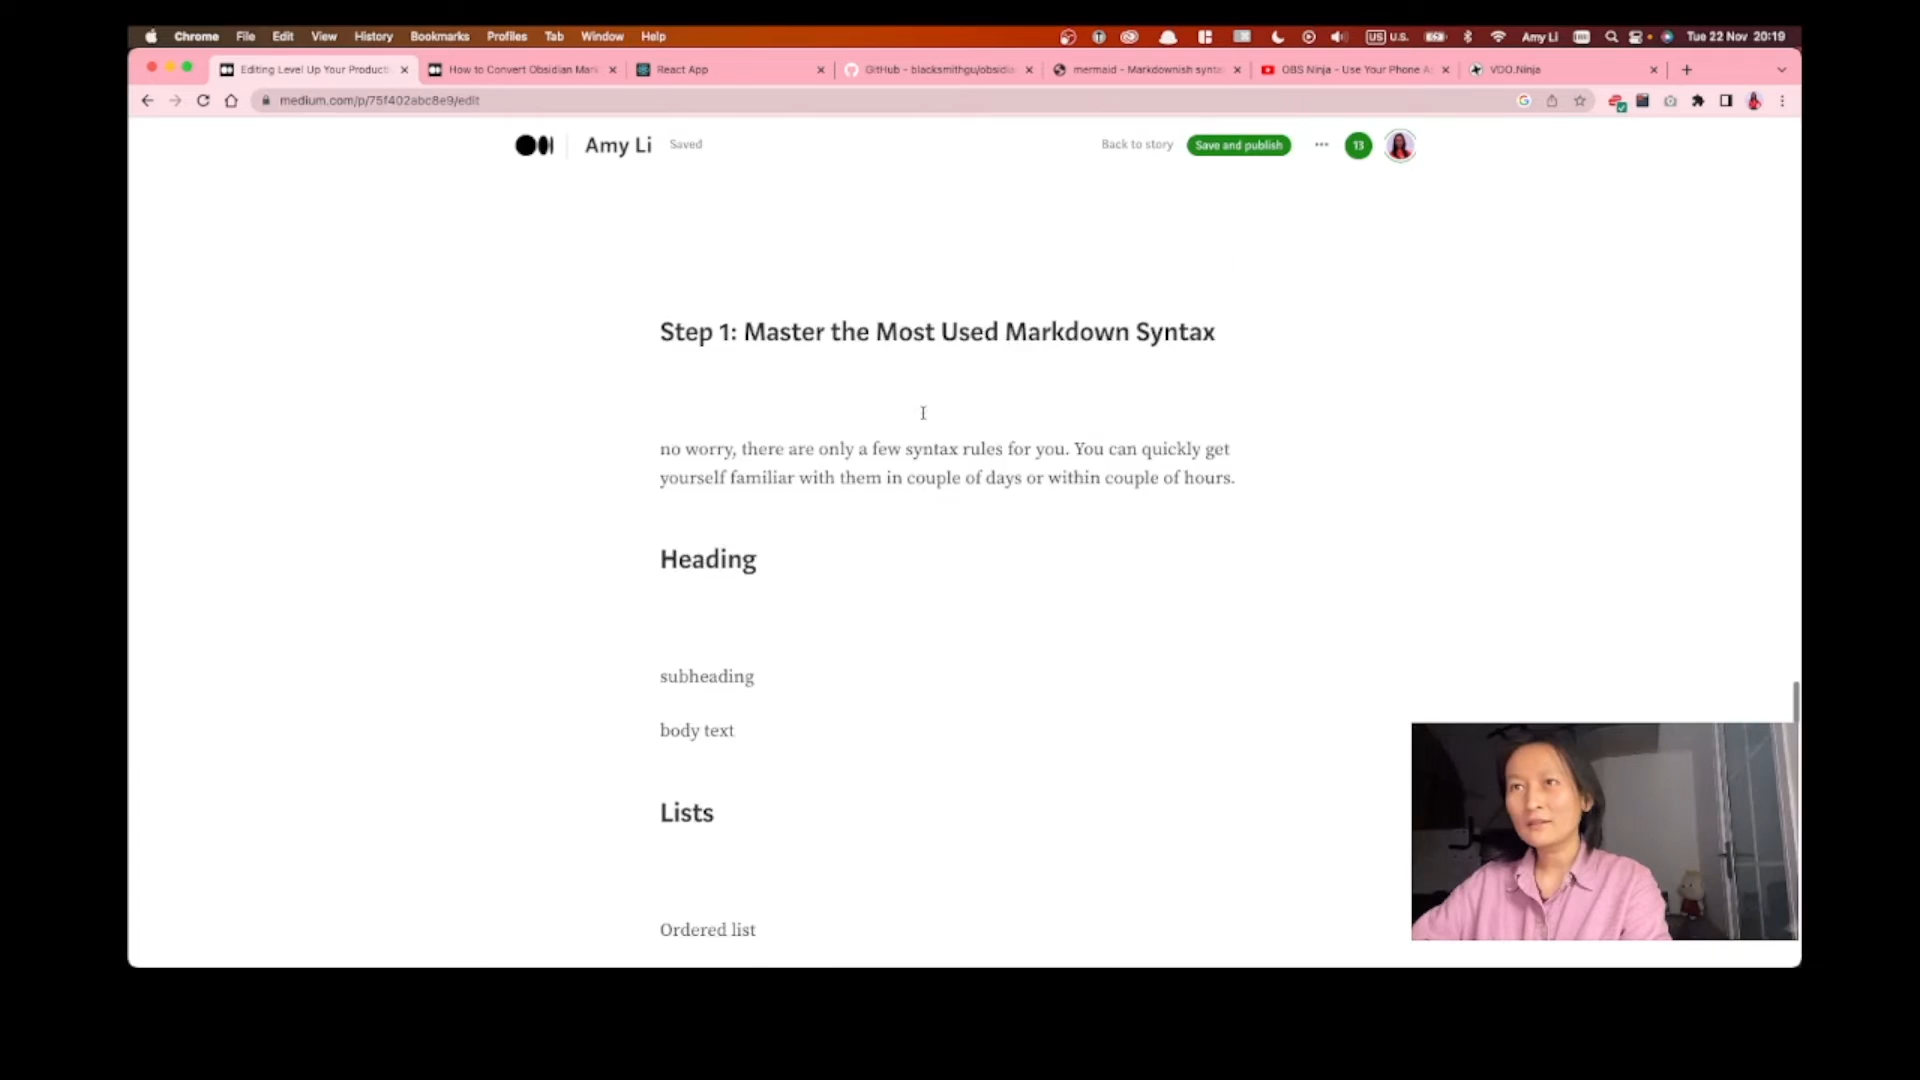 Chrome File Edit View History Bookmarks Profiles Tab Window Help US U.S. Amy Li Tue 22 Nov 20:19
Editing Level Up Your Producti How to Convert Obsidian Mark React App GitHub - blacksmithgu/obsidia mermaid - Markdownish synta OBS Ninja - Use Your Phone As VDO.Ninja
medium.com/p/75f402abc8e9/edit
Amy Li Saved Back to story Save and publish 13
Step 1: Master the Most Used Markdown Syntax
no worry, there are only a few syntax rules for you. You can quickly get
yourself familiar with them in couple of days or within couple of hours.
Heading
subheading
body text
Lists
Ordered list